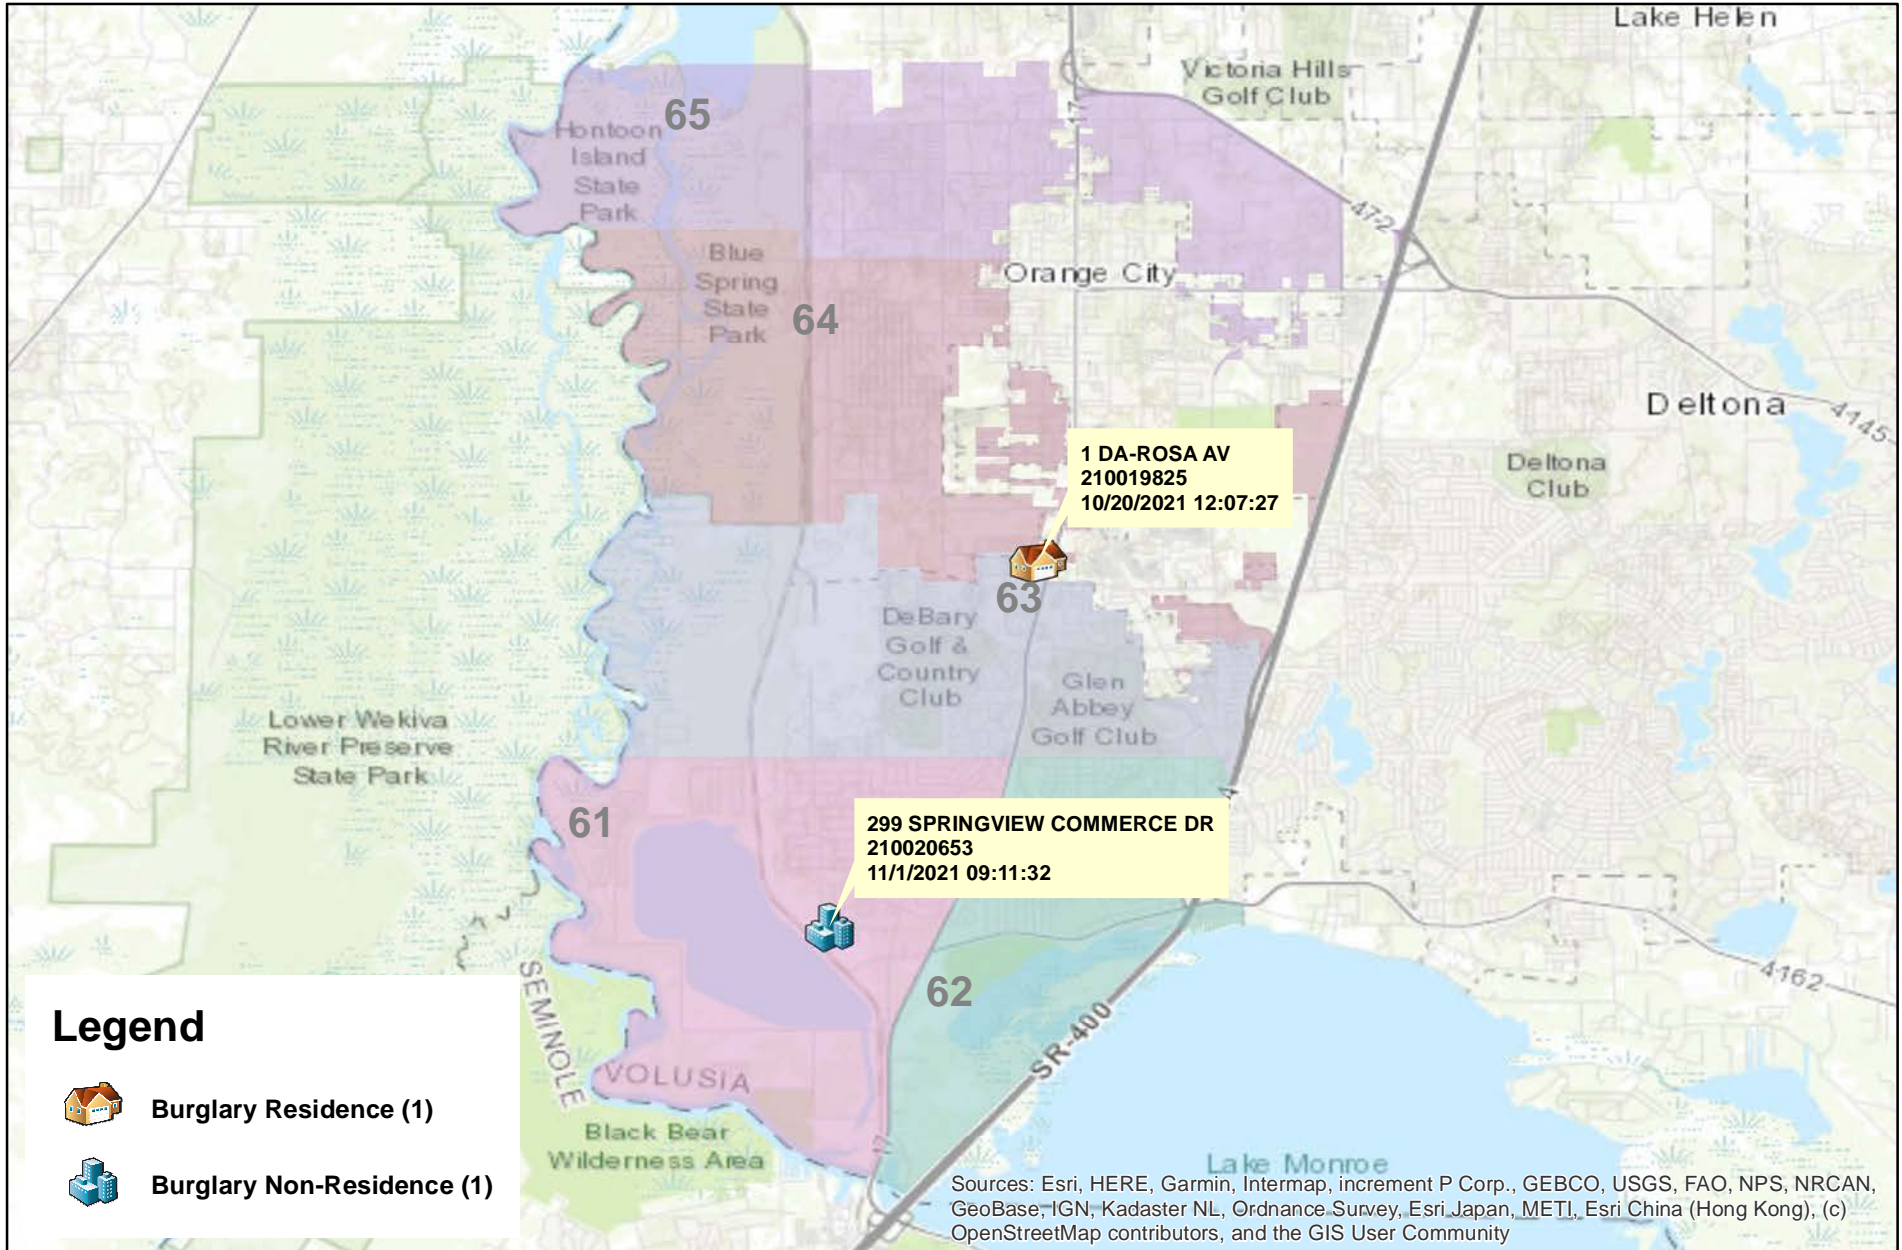 Lake Helen
Victoria Hills
Golf Club
65
Hontoon
Island
State
Park
17
472
Blue
Spring
State
Park
64
Orange City
Deltona
4145
Deltona
Club
1 DA-ROSA AV
210019825
10/20/2021 12:07:27
63
DeBary
Golf &
Country
Club
Glen
Abbey
Golf Club
Lower Wekiva
River Preserve
State Park
61
4
299 SPRINGVIEW COMMERCE DR
210020653
11/1/2021 09:11:32
62
4162
SR-400
SEMINOLE
VOLUSIA
Black Bear
Wilderness Area
17
Lake Monroe
Legend
Burglary Residence (1)
Burglary Non-Residence (1)
Sources: Esri, HERE, Garmin, Intermap, increment P Corp., GEBCO, USGS, FAO, NPS, NRCAN,
GeoBase, IGN, Kadaster NL, Ordnance Survey, Esri Japan, METI, Esri China (Hong Kong), (c)
OpenStreetMap contributors, and the GIS User Community